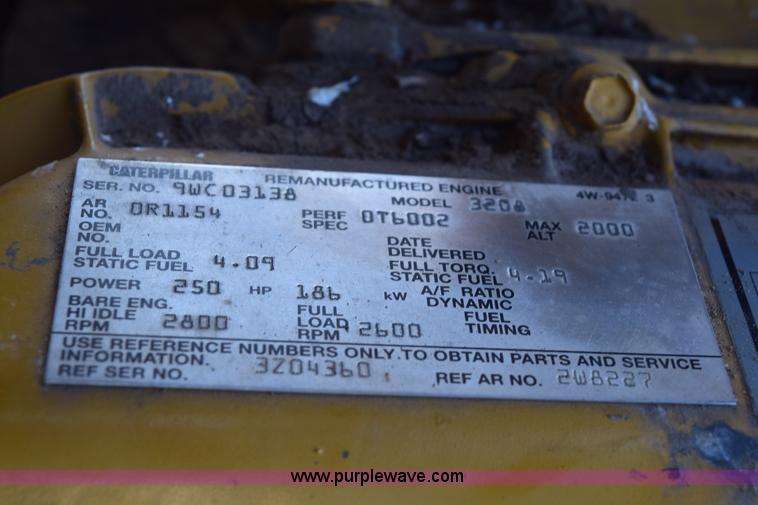 CATERPILLAR REMANUFACTURED ENGINE
SER. NO. 9WC03138 MODEL 3208 4W-947 3
AR NO. 0R1154 PERF SPEC 0T6002 MAX ALT 2000
OEM NO. DATE DELIVERED
FULL LOAD STATIC FUEL 4.09 FULL TORQ. STATIC FUEL 4.19
POWER 250 HP 186 kW A/F RATIO DYNAMIC
BARE ENG. HI IDLE RPM 2800 FULL LOAD RPM 2600 FUEL TIMING
USE REFERENCE NUMBERS ONLY TO OBTAIN PARTS AND SERVICE
INFORMATION.
REF SER NO. 3Z04360 REF AR NO. 2W8227
www.purplewave.com